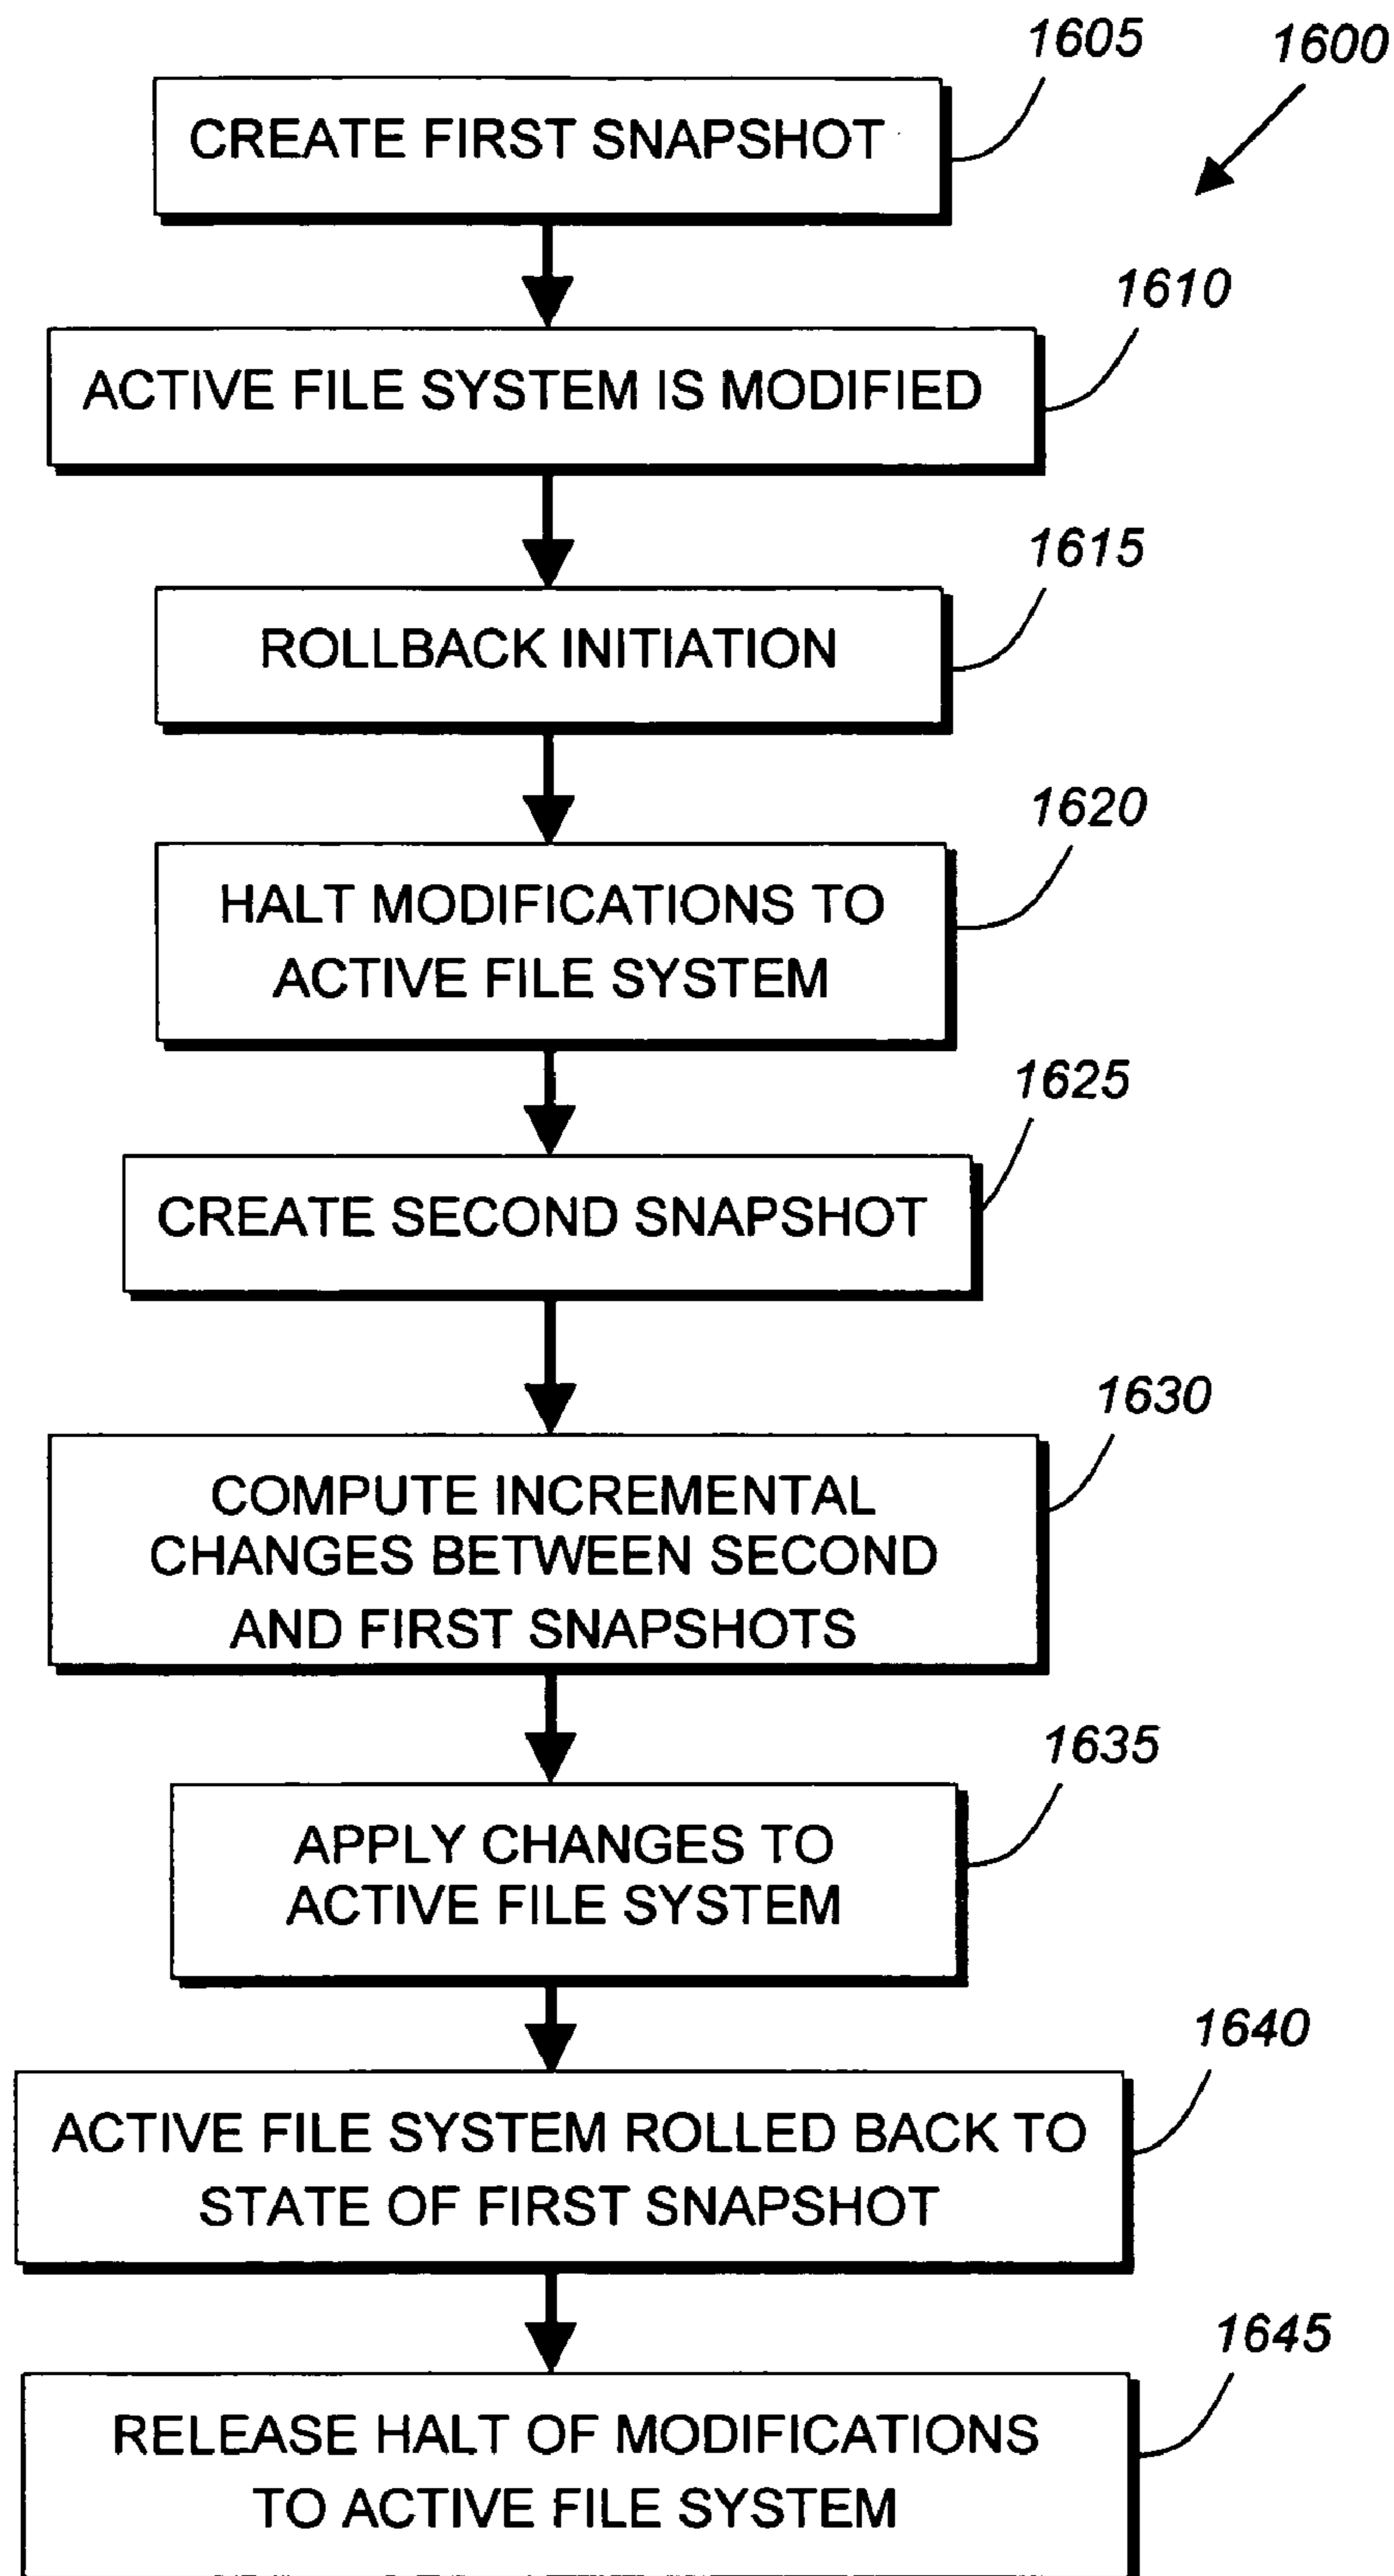 1605
1600
CREATE FIRST SNAPSHOT
1610
ACTIVE FILE SYSTEM IS MODIFIED
1615
ROLLBACK INITIATION
1620
HALT MODIFICATIONS TO
ACTIVE FILE SYSTEM
1625
CREATE SECOND SNAPSHOT
1630
COMPUTE INCREMENTAL
CHANGES BETWEEN SECOND
AND FIRST SNAPSHOTS
1635
APPLY CHANGES TO
ACTIVE FILE SYSTEM
1640
ACTIVE FILE SYSTEM ROLLED BACK TO
STATE OF FIRST SNAPSHOT
1645
RELEASE HALT OF MODIFICATIONS
TO ACTIVE FILE SYSTEM